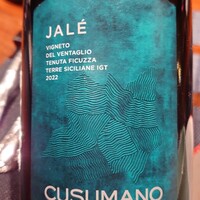 JALÉ
VIGNETO
DEL VENTAGLIO
TENUTA FICUZZA
TERRE SICILIANE IGT
2022
CUSUMANO